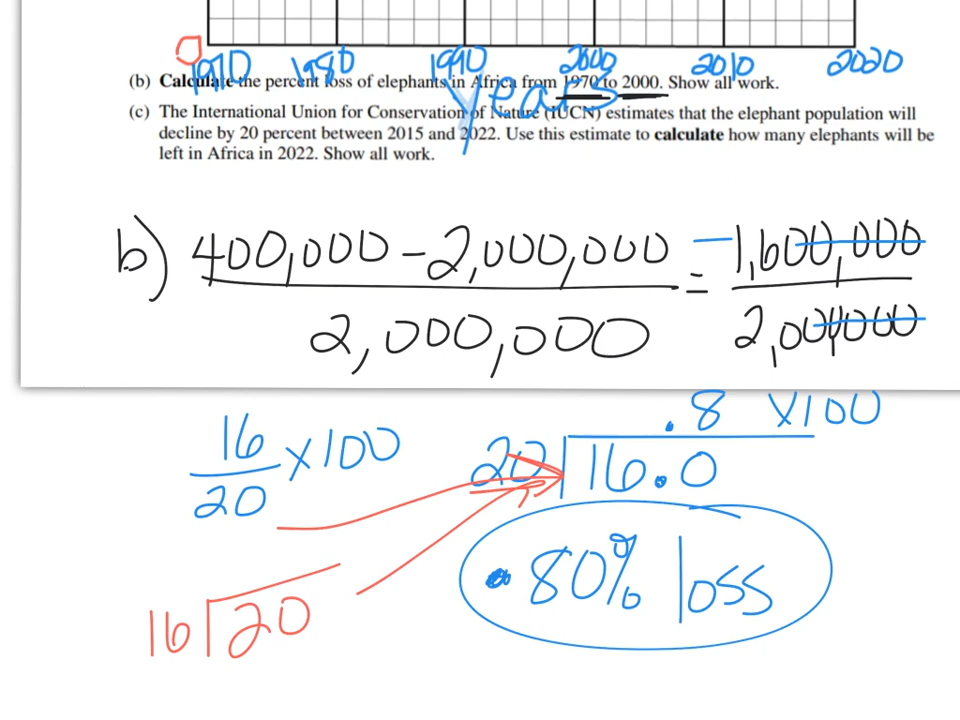 1970 1980 1990 2000 2010 2020
years
(b) Calculate the percent loss of elephants in Africa from 1970 to 2000. Show all work.
(c) The International Union for Conservation of Nature (IUCN) estimates that the elephant population will
decline by 20 percent between 2015 and 2022. Use this estimate to calculate how many elephants will be
left in Africa in 2022. Show all work.
b) 400,000 - 2,000,000 = -1,600,000
2,000,000 2,000,000
.8 x100
16 x100 20 16.0
20
80% loss
16 20